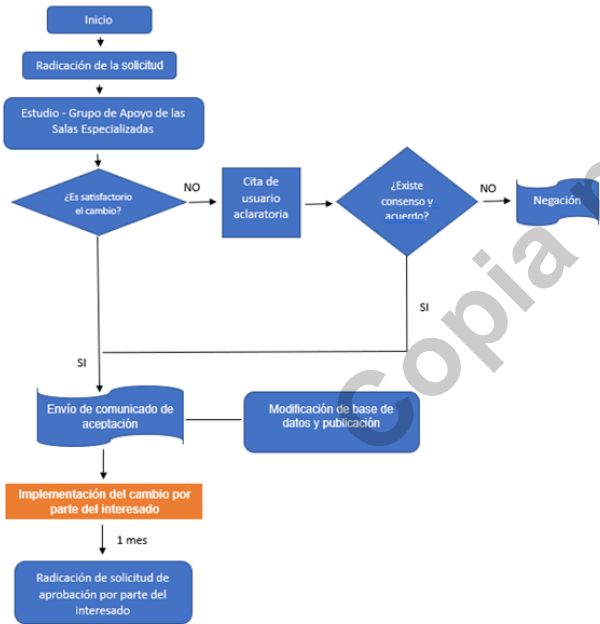 Inicio
Radicación de la solicitud
Estudio - Grupo de Apoyo de las
Salas Especializadas
¿Es satisfactorio
el cambio?
NO
Cita de
usuario
aclaratoria
¿Existe
consenso y
acuerdo?
NO
Negación
SI
SI
Envío de comunicado de
aceptación
Modificación de base de
datos y publicación
Implementación del cambio por
parte del interesado
1 mes
Radicación de solicitud de
aprobación por parte del
interesado
Copia